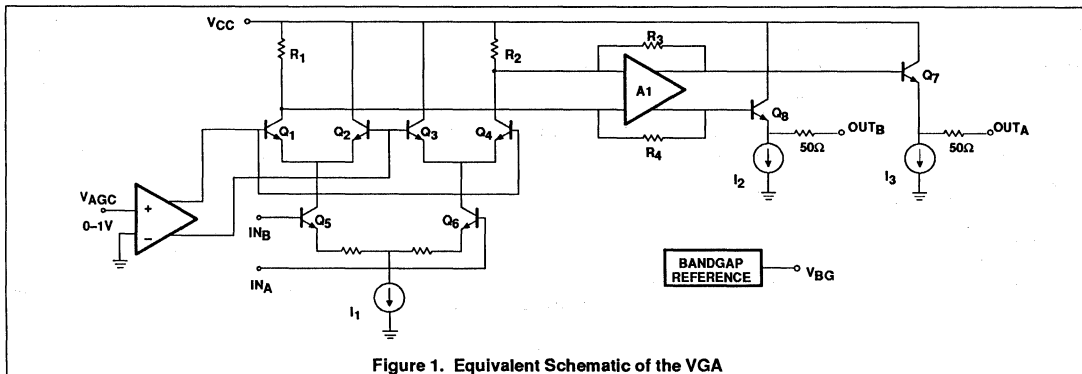 VCC
R1
R2
R3
A1
Q7
Q8
Q1
Q2
Q3
Q4
R4
OUTB
OUTA
50Ω
50Ω
I2
I3
VAGC
0–1V
+
–
Q5
Q6
INB
INA
I1
BANDGAP
REFERENCE
VBG
Figure 1. Equivalent Schematic of the VGA